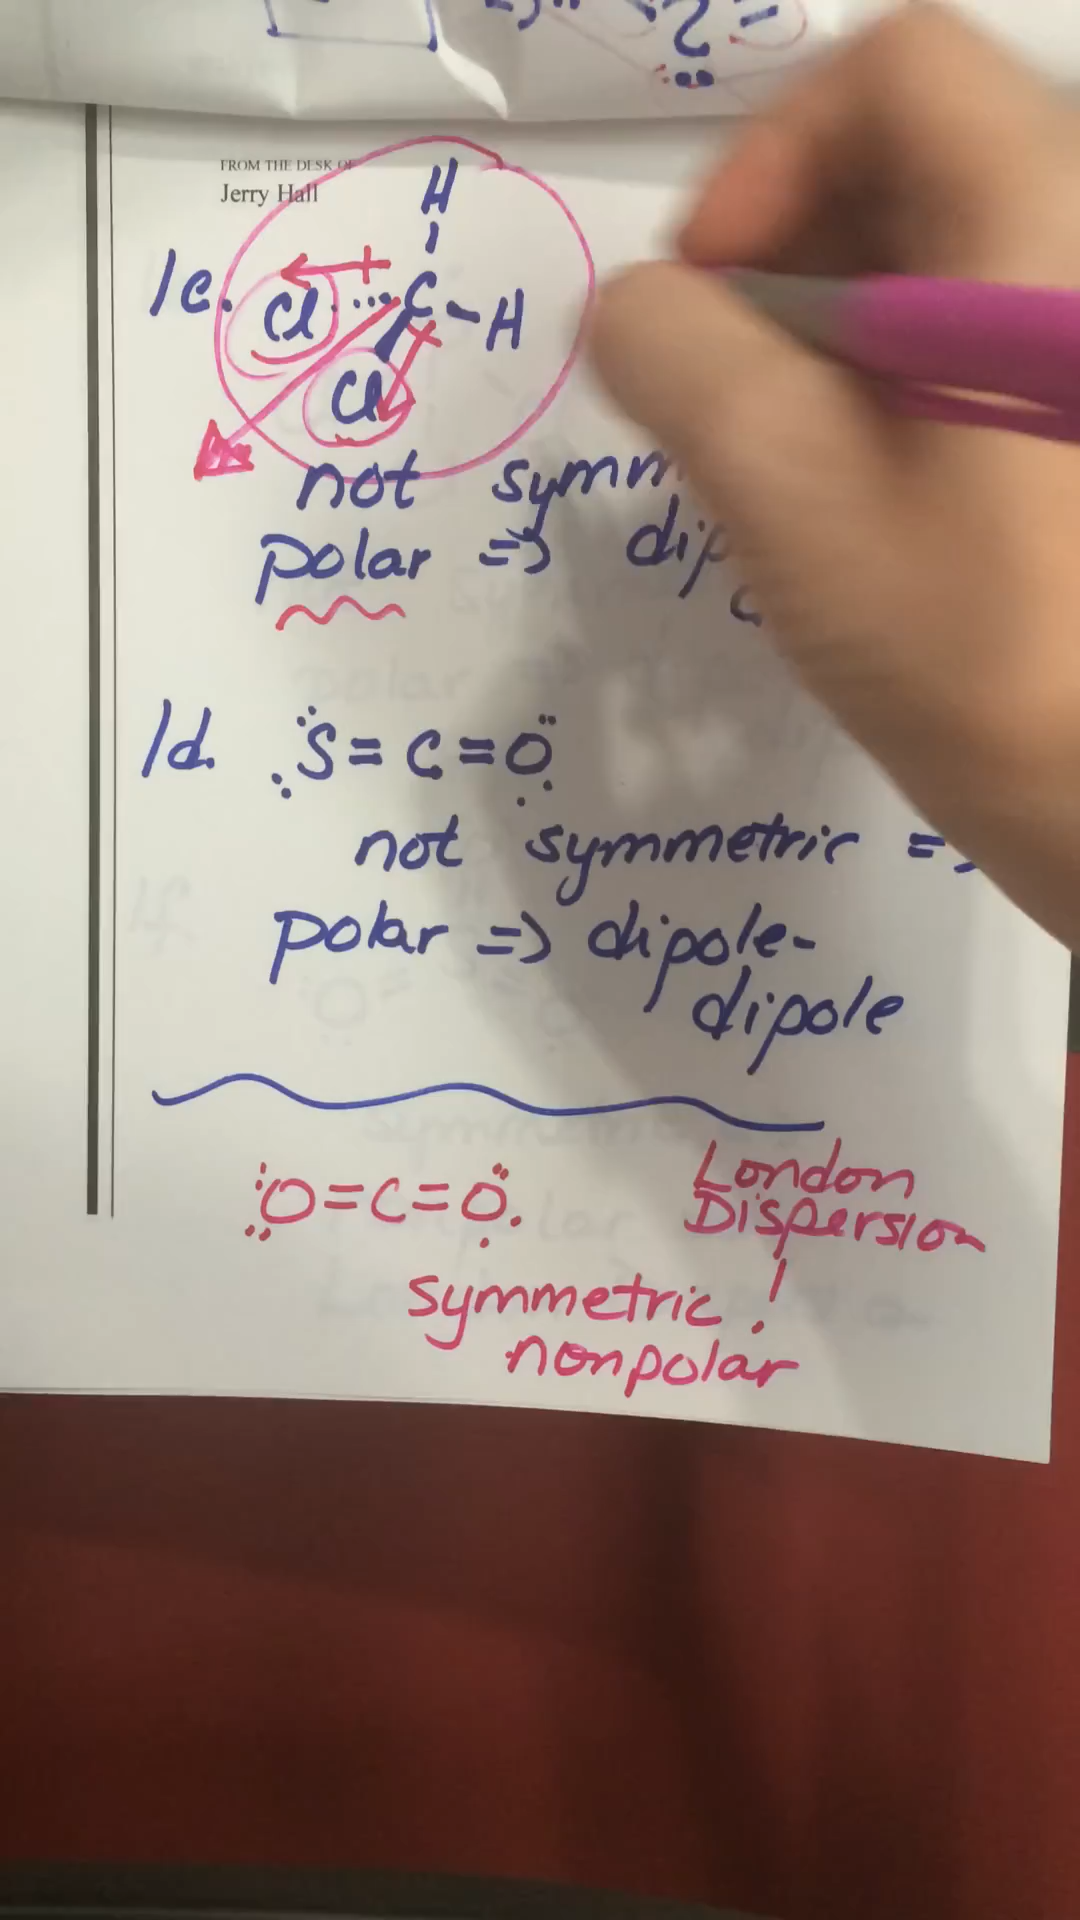 FROM THE DESK OF
Jerry Hall
H
1c. Cl C - H
Cl
not
polar =>
1d. S = C = O
not symmetric =>
polar => dipole-
dipole
O=C=O
London
Dispersion
symmetric !
nonpolar